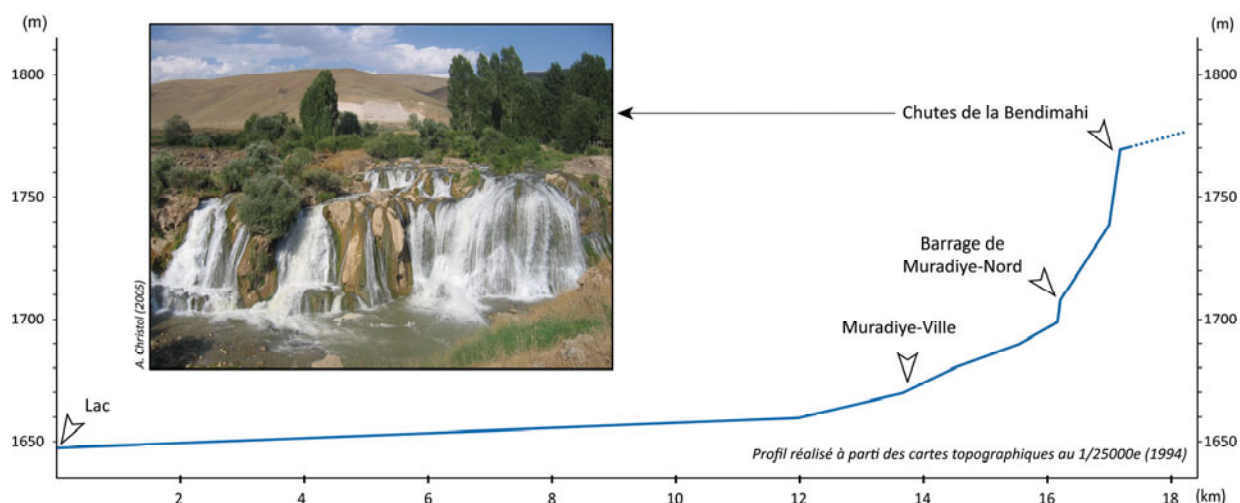 (m)
(m)
1800
1800
Chutes de la Bendimahi
1750
1750
Barrage de
Muradiye-Nord
1700
1700
Muradiye-Ville
A. Christol (2005)
Lac
1650
1650
Profil réalisé à parti des cartes topographiques au 1/25000e (1994)
2
4
6
8
10
12
14
16
18
(km)